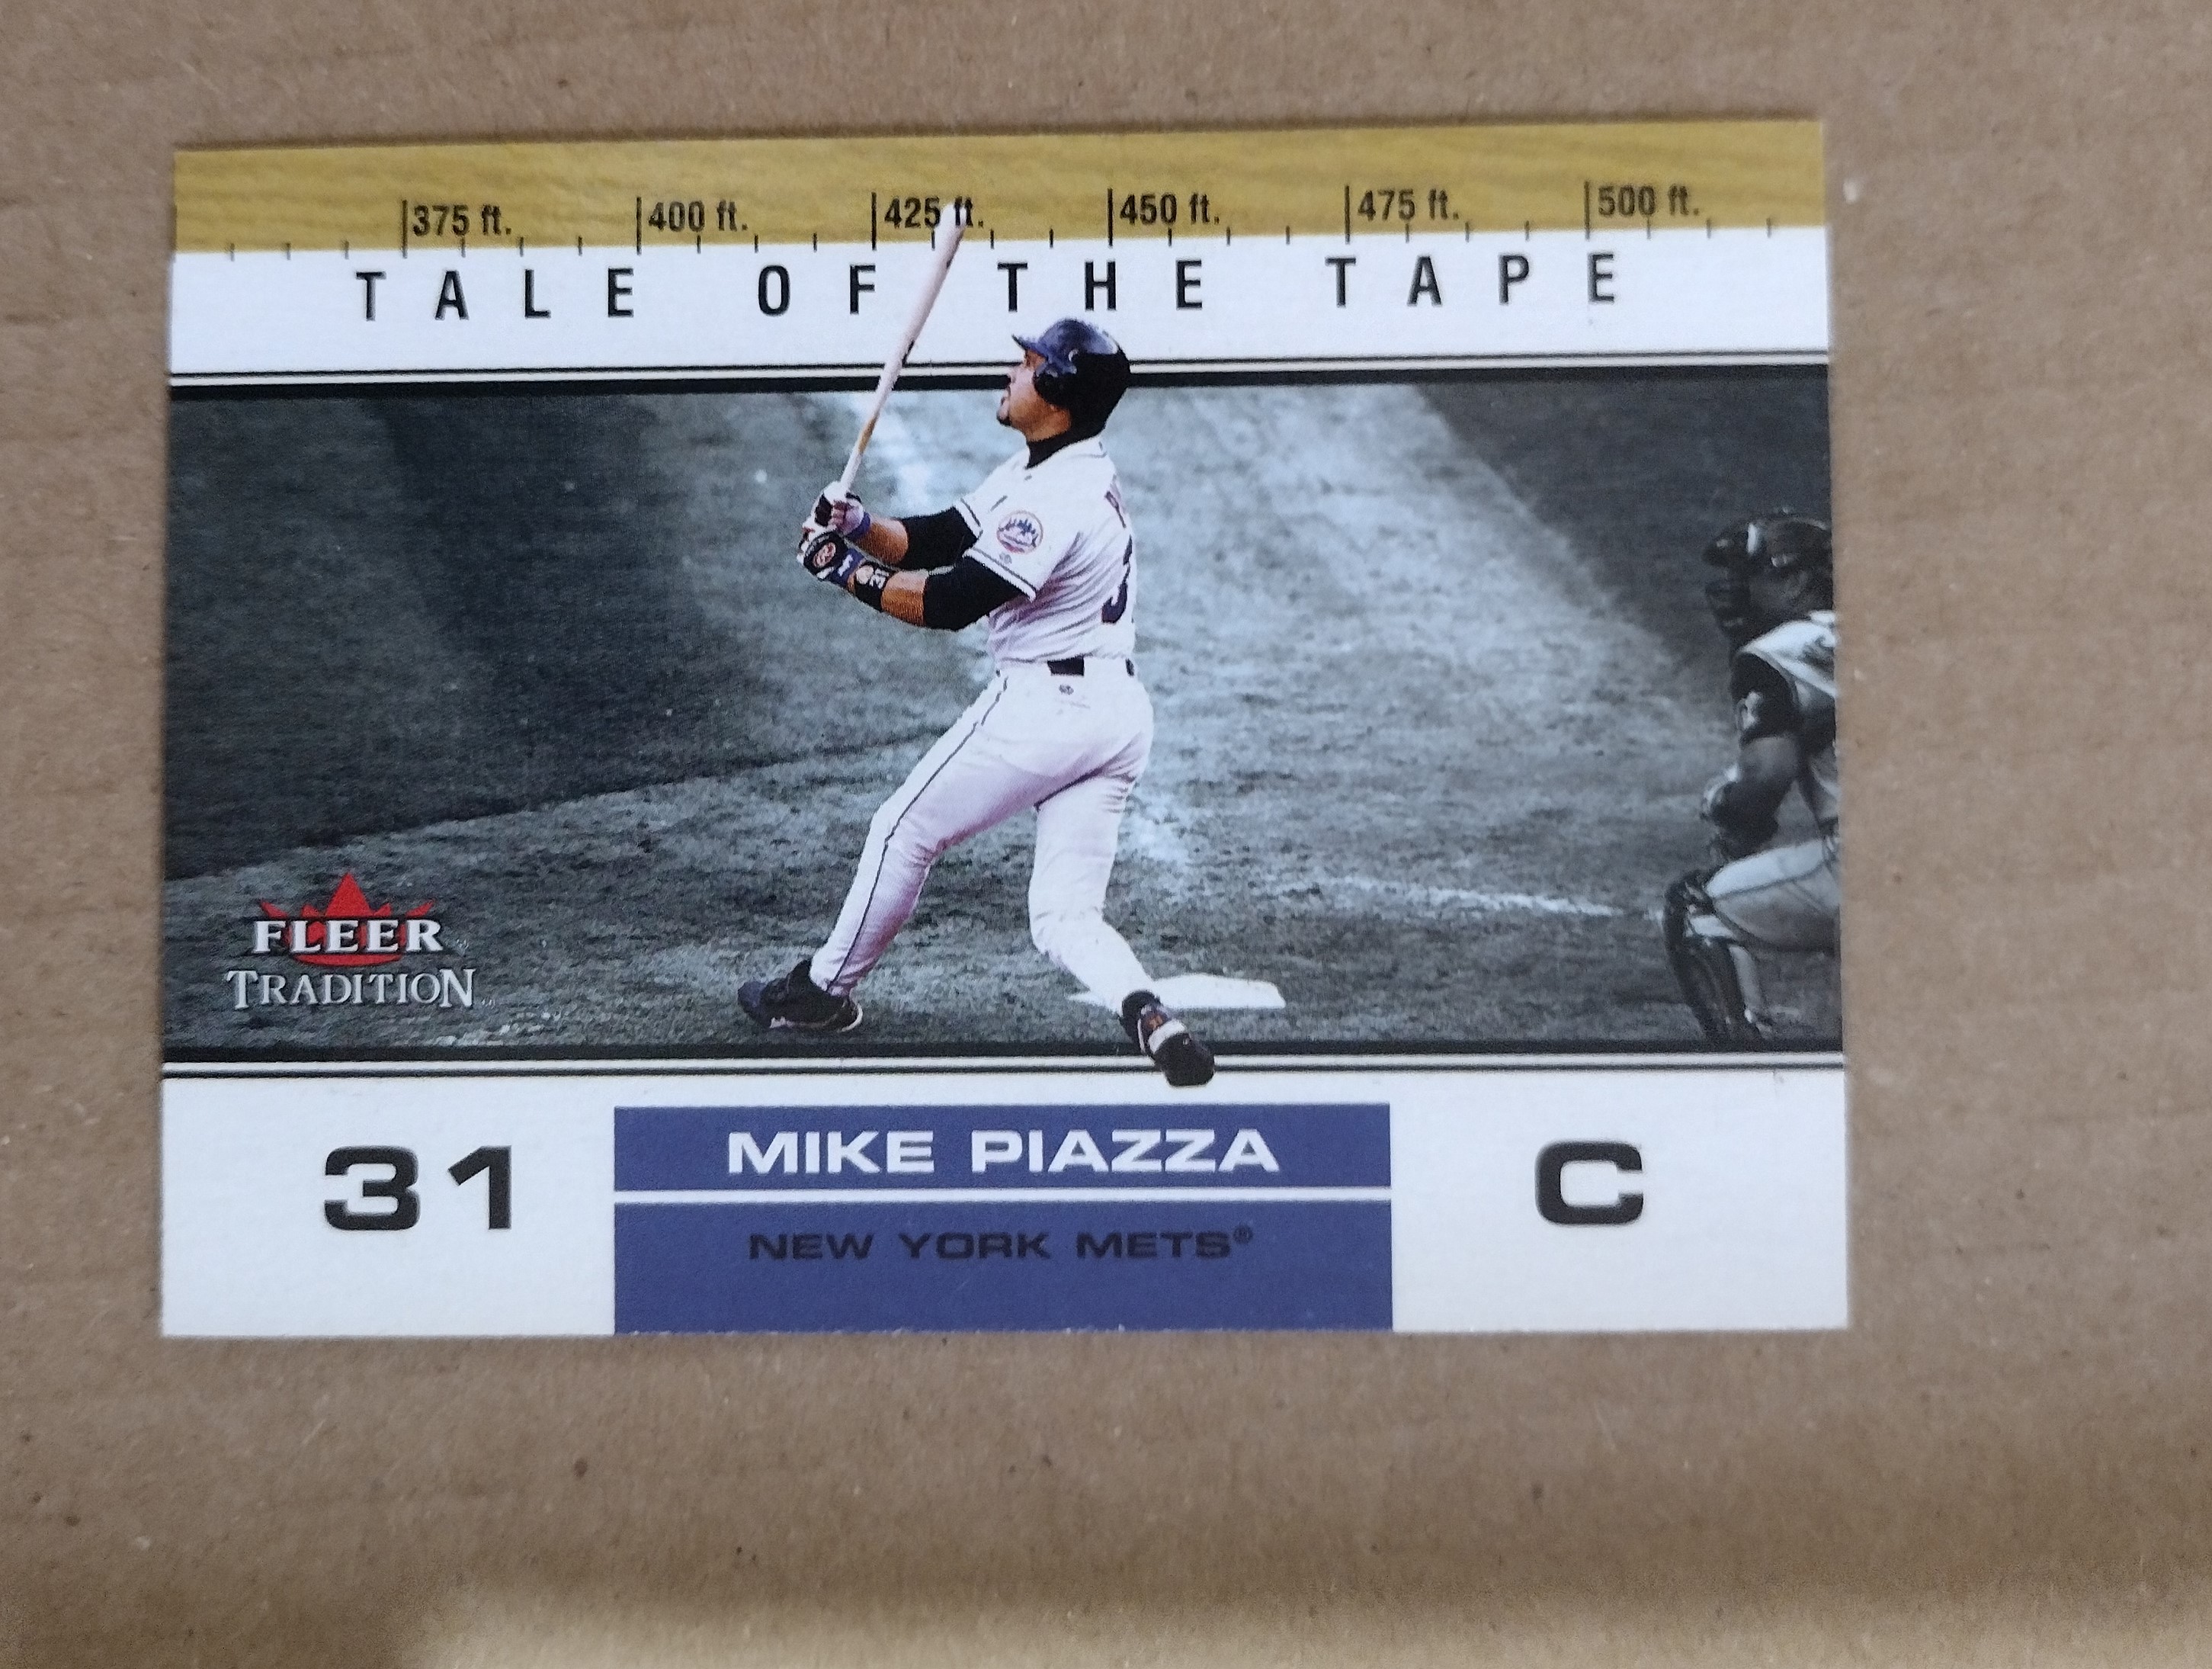 375 ft. 400 ft. 425 ft. 450 ft. 475 ft. 500 ft.
TALE OF THE TAPE
31
FLEER
TRADITION
31 MIKE PIAZZA C
NEW YORK METS®